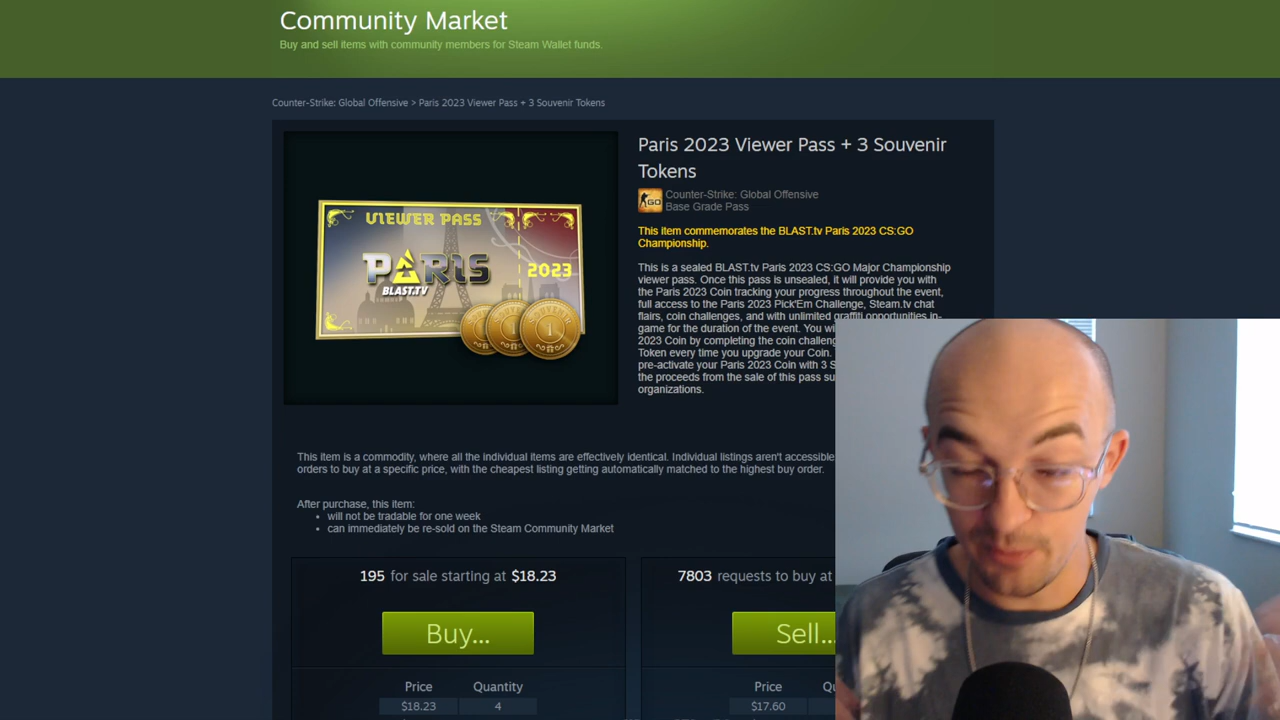 Community Market
Buy and sell items with community members for Steam Wallet funds.
Counter-Strike: Global Offensive > Paris 2023 Viewer Pass + 3 Souvenir Tokens
VIEWER PASS
PARIS
2023
BLAST.TV
Paris 2023 Viewer Pass + 3 Souvenir
Tokens
GO
Counter-Strike: Global Offensive
Base Grade Pass
This item commemorates the BLAST.tv Paris 2023 CS:GO
Championship.
This is a sealed BLAST.tv Paris 2023 CS:GO Major Championship
viewer pass. Once this pass is unsealed, it will provide you with
the Paris 2023 Coin tracking your progress throughout the event,
full access to the Paris 2023 Pick'Em Challenge, Steam.tv chat
flairs, coin challenges, and with unlimited graffiti opportunities in-
game for the duration of the event. You wi
2023 Coin by completing the coin challeng
Token every time you upgrade your Coin.
pre-activate your Paris 2023 Coin with 3 S
the proceeds from the sale of this pass su
organizations.
This item is a commodity, where all the individual items are effectively identical. Individual listings aren't accessible
orders to buy at a specific price, with the cheapest listing getting automatically matched to the highest buy order.
After purchase, this item:
• will not be tradable for one week
• can immediately be re-sold on the Steam Community Market
195 for sale starting at $18.23
Buy...
Price Quantity
$18.23 4
7803 requests to buy at
Sell...
Price Qu
$17.60